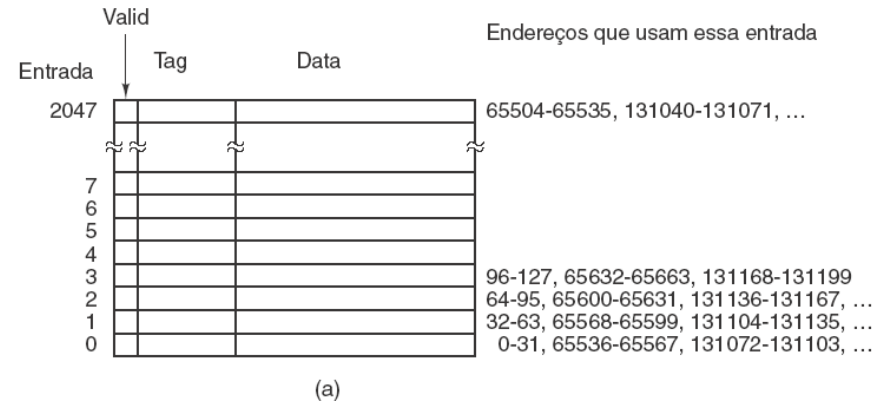 Valid
Endereços que usam essa entrada
Entrada Tag Data
2047 65504-65535, 131040-131071, …
7
6
5
4
3 96-127, 65632-65663, 131168-131199
2 64-95, 65600-65631, 131136-131167, …
1 32-63, 65568-65599, 131104-131135, …
0 0-31, 65536-65567, 131072-131103, …
(a)